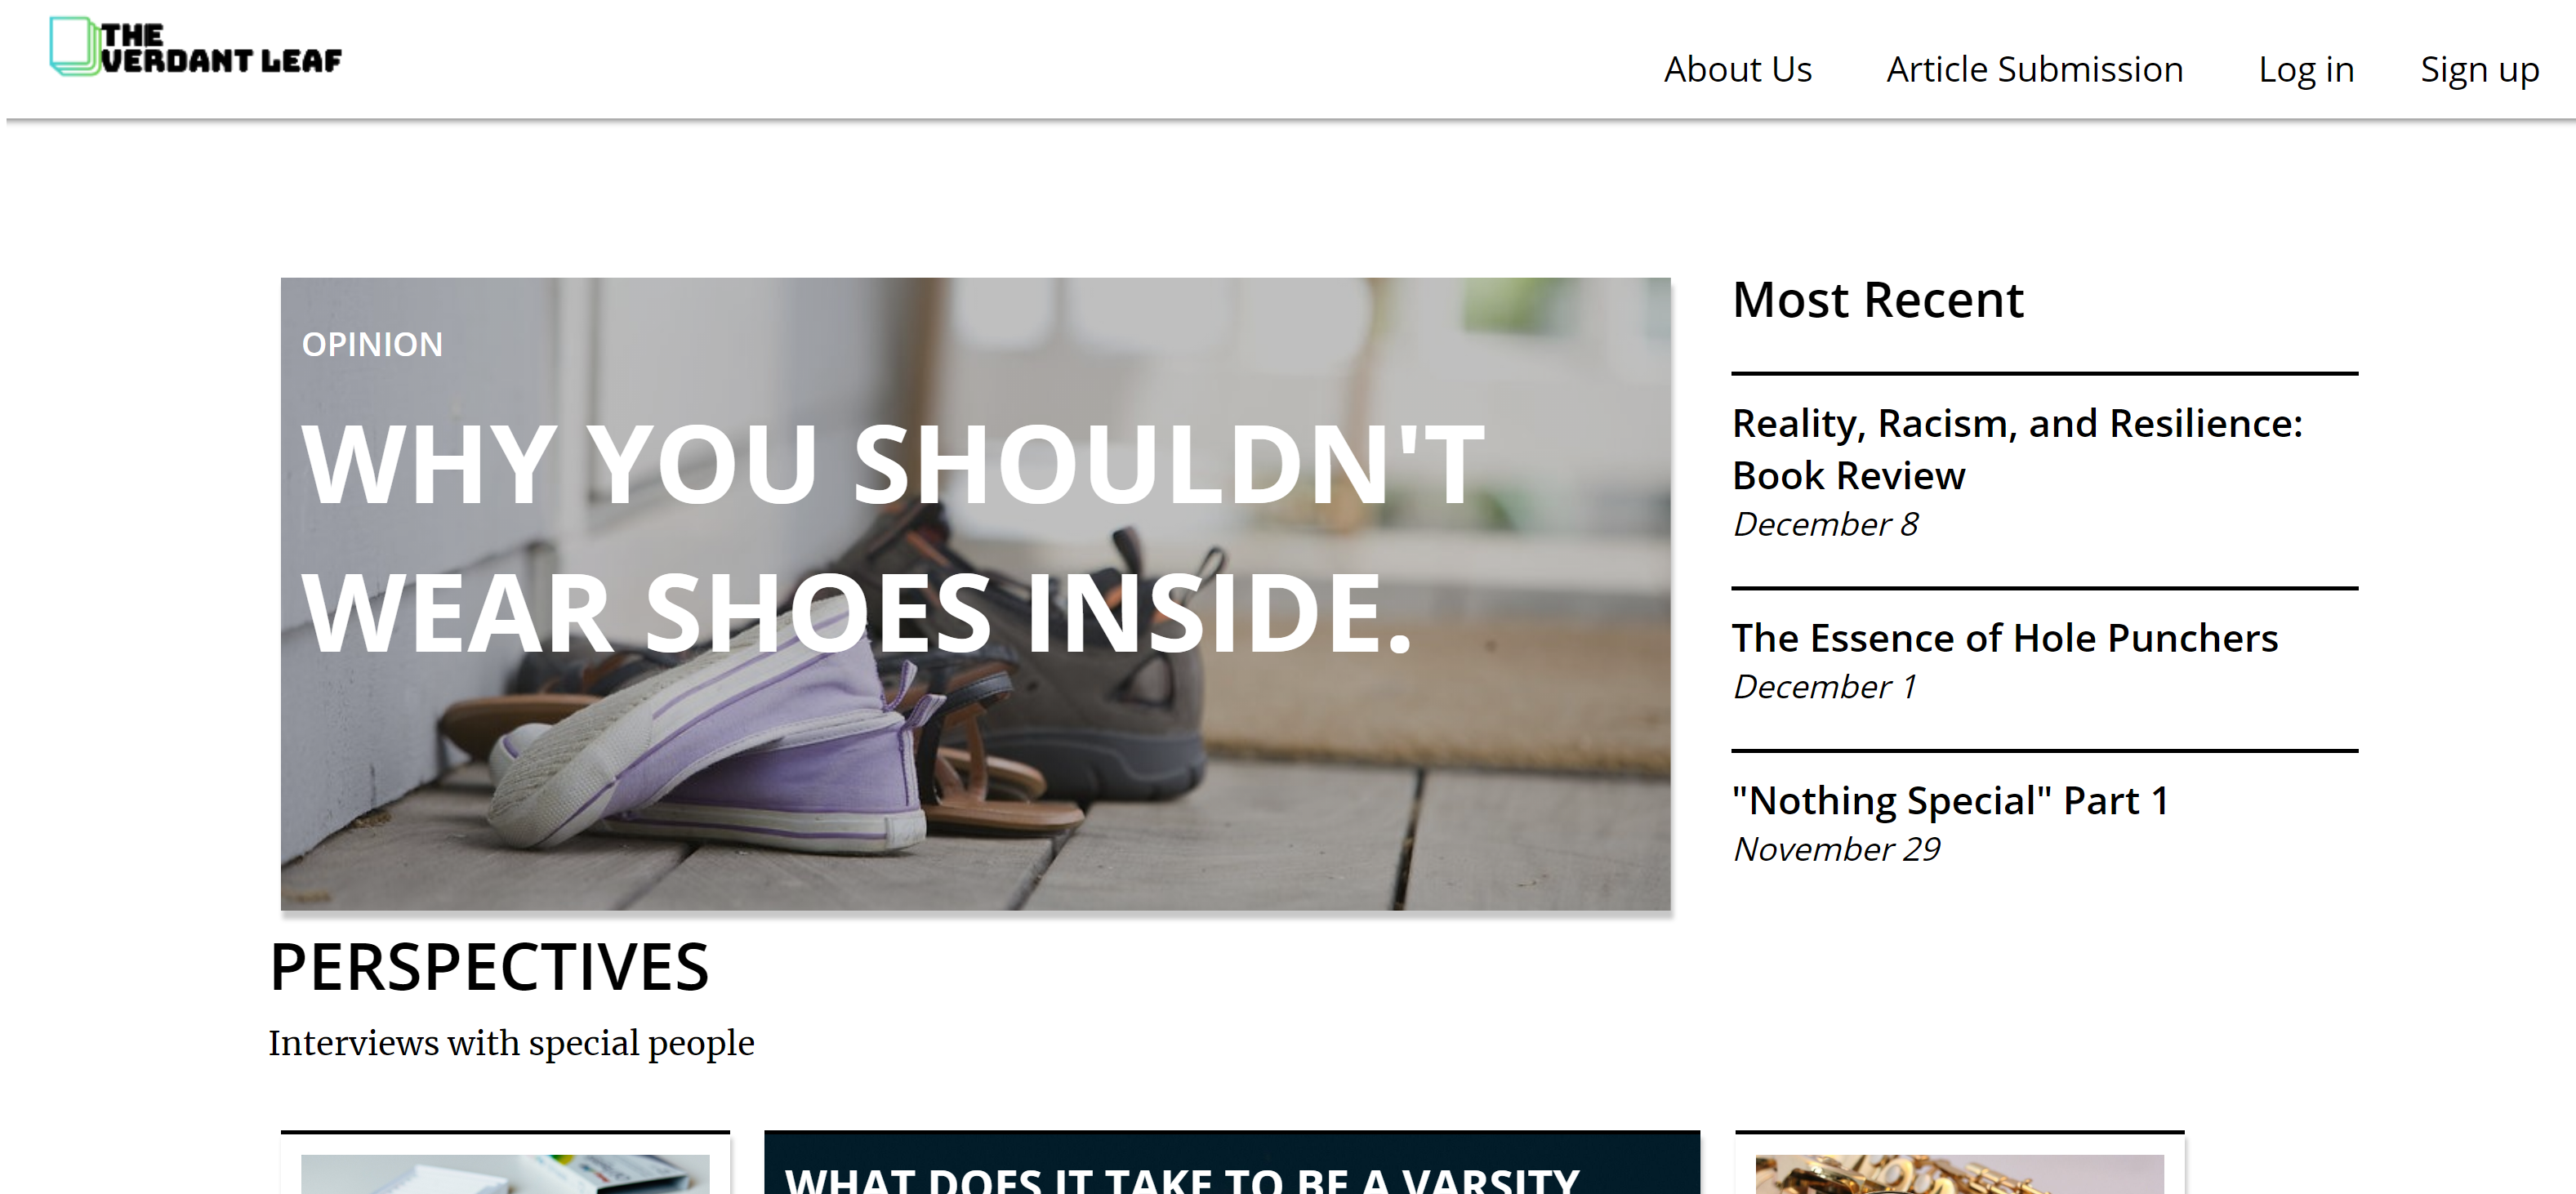 THE
VERDANT LEAF
About Us
Article Submission
Log in
Sign up
OPINION
WHY YOU SHOULDN'T
WEAR SHOES INSIDE.
Most Recent
Reality, Racism, and Resilience:
Book Review
December 8
The Essence of Hole Punchers
December 1
"Nothing Special" Part 1
November 29
PERSPECTIVES
Interviews with special people
WHAT DOES IT TAKE TO BE A VARSITY